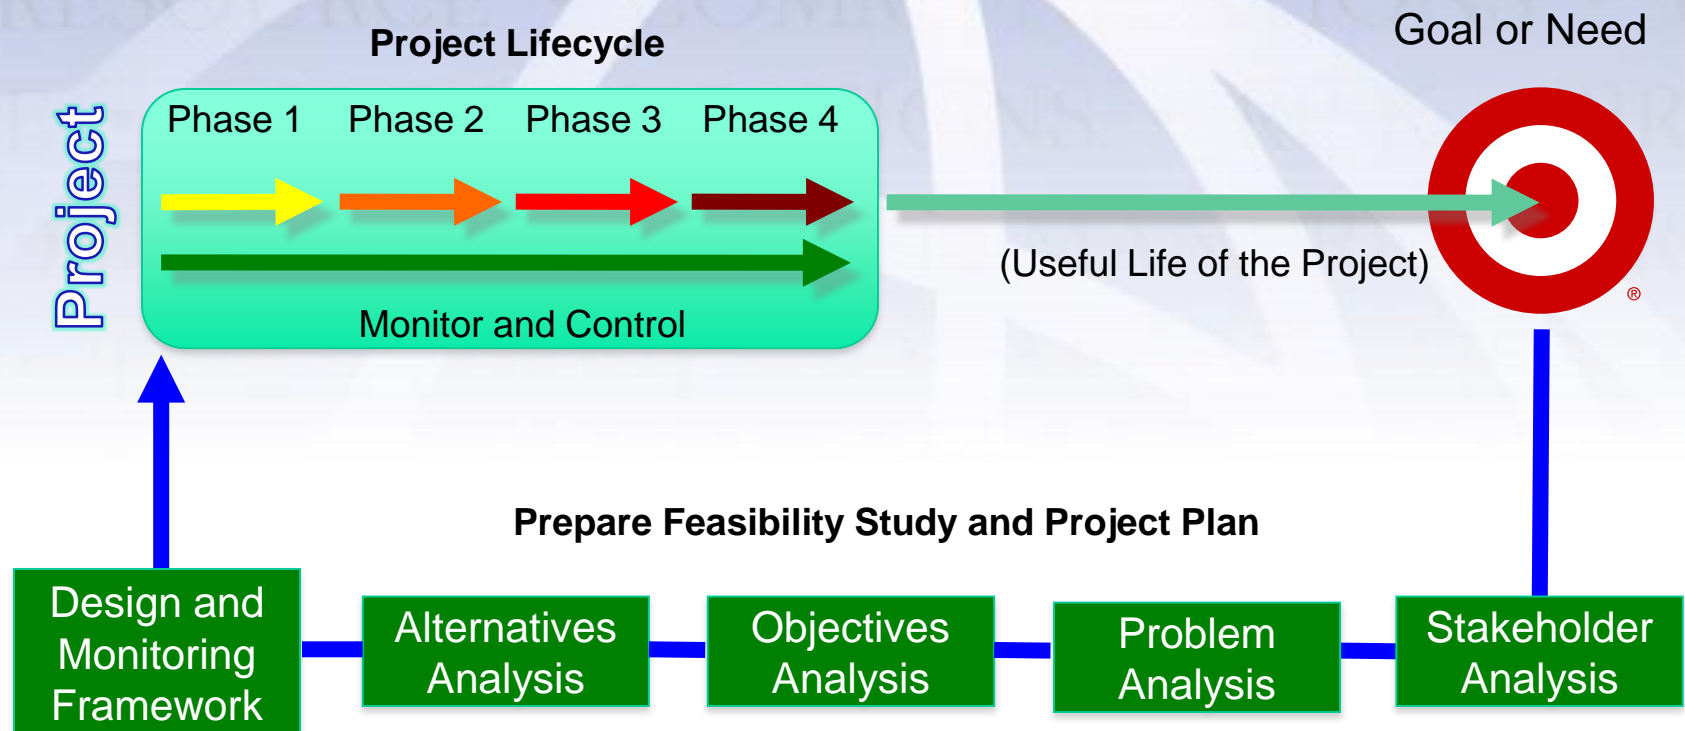 Goal or Need
Project Lifecycle
Project
Phase 1 Phase 2 Phase 3 Phase 4
(Useful Life of the Project)
®
Monitor and Control
Prepare Feasibility Study and Project Plan
Design and
Monitoring
Framework
Alternatives
Analysis
Objectives
Analysis
Problem
Analysis
Stakeholder
Analysis